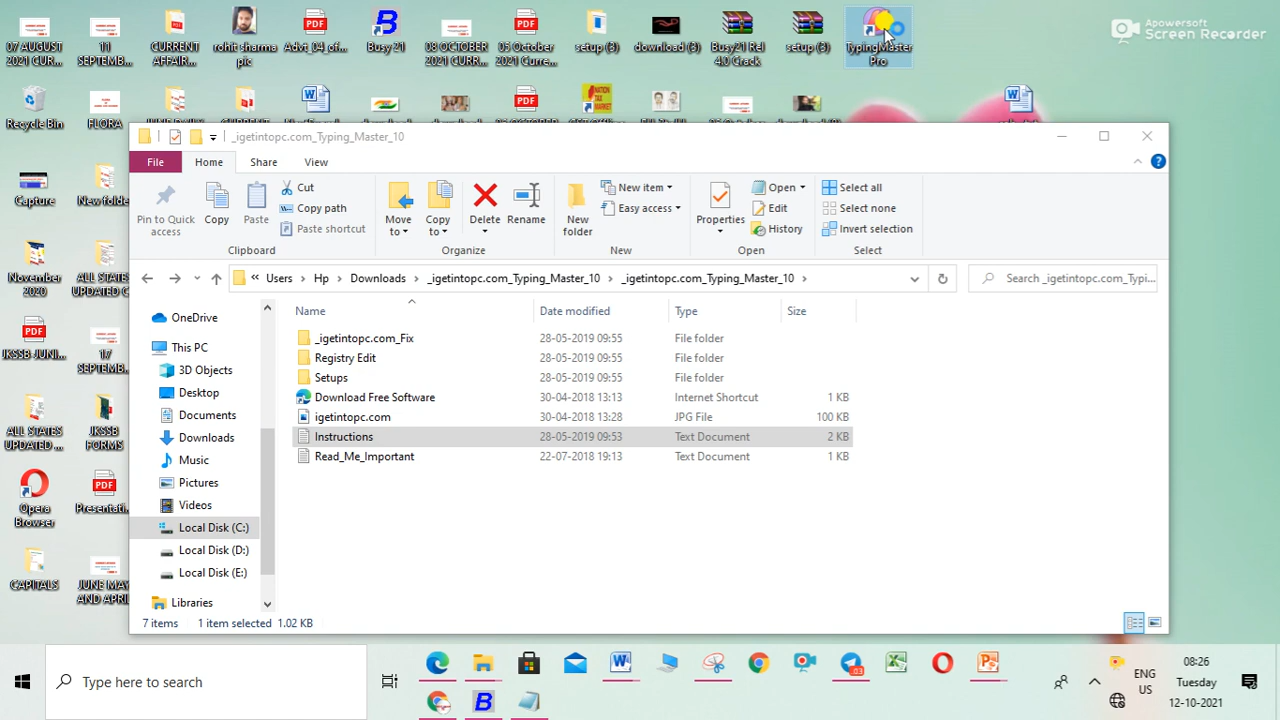 07 AUGUST
2021 CUR...
11
SEPTEMB...
CURRENT
AFFAIR...
rohit sharma
pic
Advt_04_of...
Busy 21
08 OCTOBER
2021 CURR...
05 October
2021 Curre...
setup (3)
download (3)
Busy21 Rel
4.0 Crack
setup (3)
TypingMaster
Pro
Apowersoft
Screen Recorder
Recycle Bin
FLORA
_igetintopc.com_Typing_Master_10
File
Home
Share
View
Capture
New folde
Pin to Quick
access
Copy
Paste
Cut
Copy path
Paste shortcut
Move
to
Copy
to
Delete
Rename
New
folder
New item
Easy access
Properties
Open
Edit
History
Select all
Select none
Invert selection
Clipboard
Organize
New
Open
Select
November
2020
ALL STATES
UPDATED C...
« Users > Hp > Downloads > _igetintopc.com_Typing_Master_10 > _igetintopc.com_Typing_Master_10 >
Search _igetintopc.com_Typi...
Name
Date modified
Type
Size
OneDrive
This PC
3D Objects
Desktop
Documents
Downloads
Music
Pictures
Videos
Local Disk (C:)
Local Disk (D:)
Local Disk (E:)
Libraries
_igetintopc.com_Fix 28-05-2019 09:55 File folder
Registry Edit 28-05-2019 09:55 File folder
Setups 28-05-2019 09:55 File folder
Download Free Software 30-04-2018 13:13 Internet Shortcut 1 KB
igetintopc.com 30-04-2018 13:28 JPG File 100 KB
Instructions 28-05-2019 09:53 Text Document 2 KB
Read_Me_Important 22-07-2018 19:13 Text Document 1 KB
JKSSB JUNI...
17
SEPTEMB...
ALL STATES
UPDATED ...
JKSSB
FORMS
Opera
Browser
Presentati...
CAPITALS
JUNE MAY
AND APRIL
7 items
1 item selected 1.02 KB
Type here to search
ENG
US
08:26
Tuesday
12-10-2021